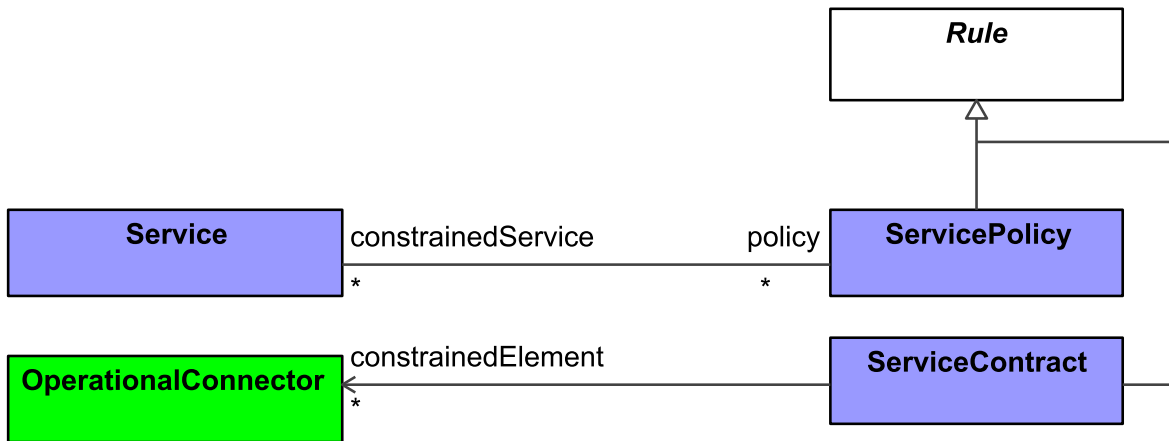 Rule
Service
constrainedService
policy
ServicePolicy
*
*
OperationalConnector
constrainedElement
ServiceContract
*